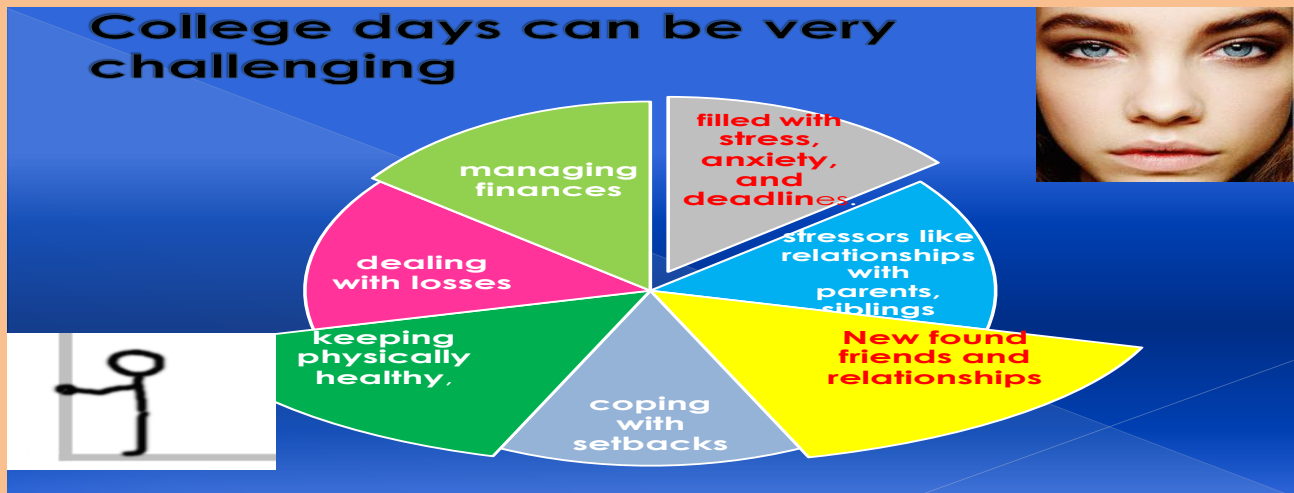 College days can be very
challenging
filled with
stress,
anxiety,
and
deadlines.
stressors like
relationships
with
parents,
siblings
New found
friends and
relationships
coping
with
setbacks
keeping
physically
healthy,
dealing
with losses
managing
finances